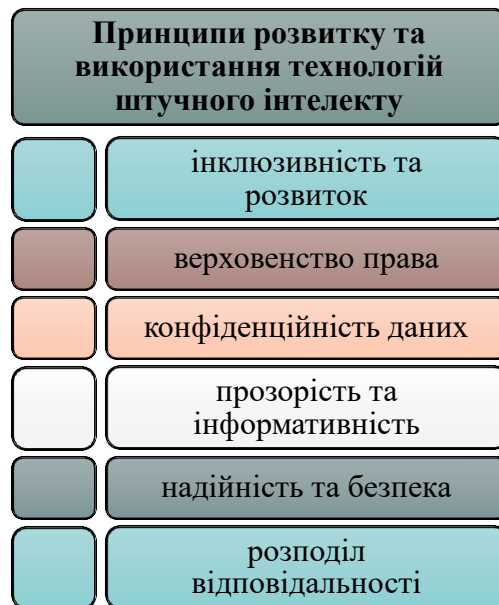 Принципи розвитку та
використання технологій
штучного інтелекту
інклюзивність та
розвиток
верховенство права
конфіденційність даних
прозорість та
інформативність
надійність та безпека
розподіл
відповідальності